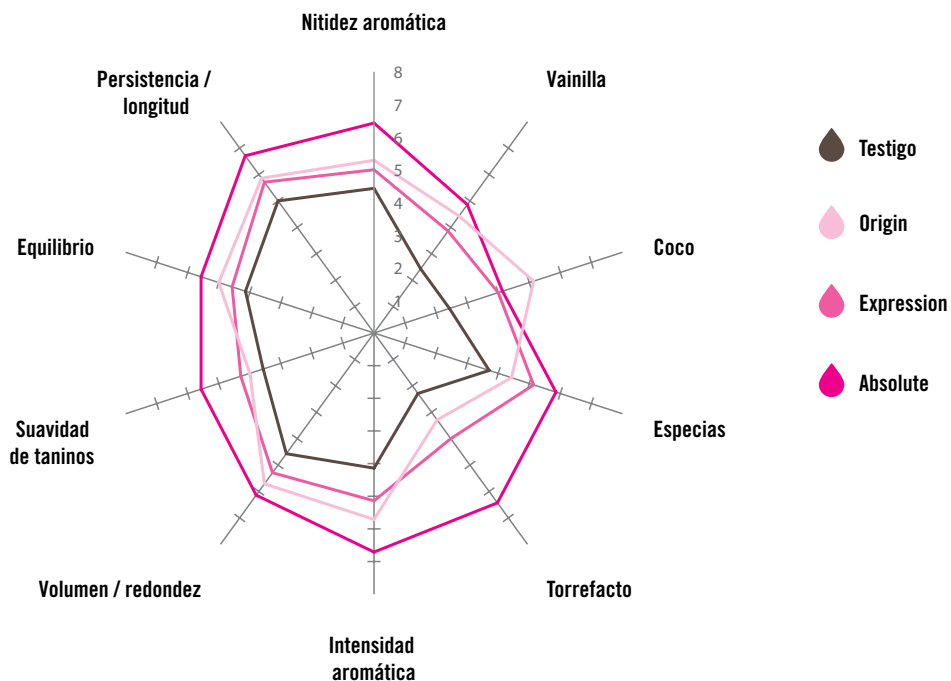 Nitidez aromática
Persistencia /
longitud
Vainilla
8
7
6
5
4
3
2
1
Equilibrio
Coco
Suavidad
de taninos
Especias
Volumen / redondez
Torrefacto
Intensidad
aromática
Testigo
Origin
Expression
Absolute